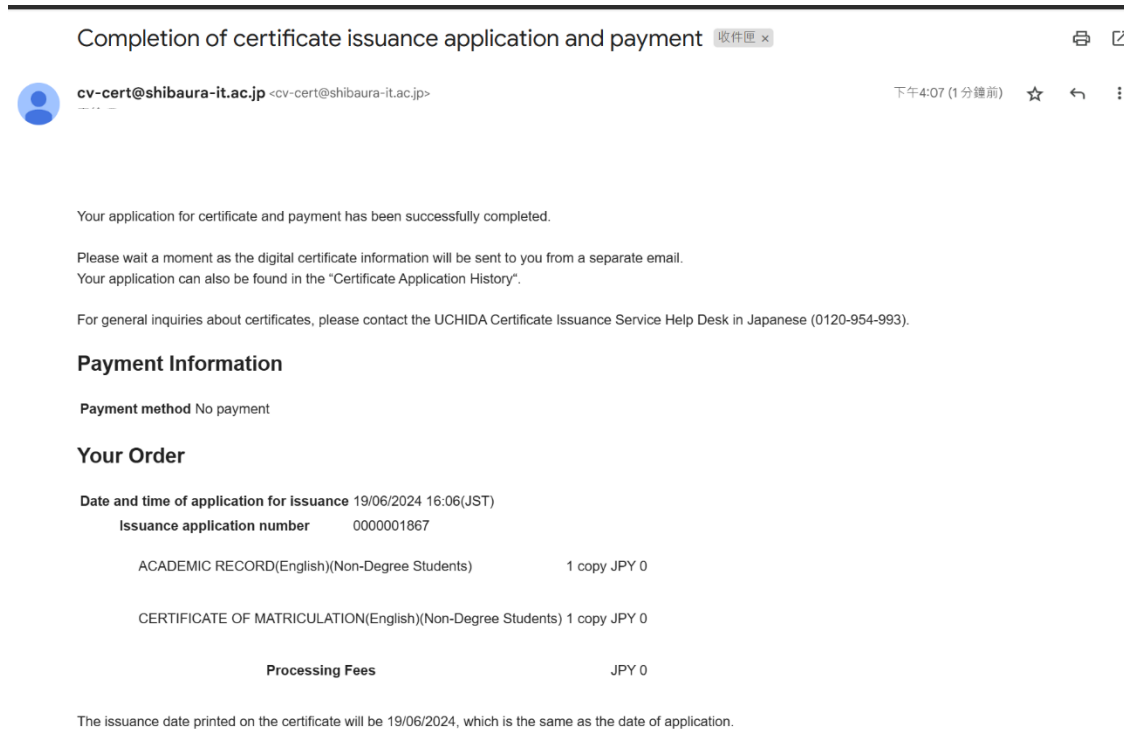 Completion of certificate issuance application and payment 收件匣 ×
cv-cert@shibaura-it.ac.jp <cv-cert@shibaura-it.ac.jp> 下午4:07 (1 分鐘前)
Your application for certificate and payment has been successfully completed.
Please wait a moment as the digital certificate information will be sent to you from a separate email.
Your application can also be found in the “Certificate Application History“.
For general inquiries about certificates, please contact the UCHIDA Certificate Issuance Service Help Desk in Japanese (0120-954-993).
Payment Information
Payment method No payment
Your Order
Date and time of application for issuance 19/06/2024 16:06(JST)
Issuance application number 0000001867
ACADEMIC RECORD(English)(Non-Degree Students) 1 copy JPY 0
CERTIFICATE OF MATRICULATION(English)(Non-Degree Students) 1 copy JPY 0
Processing Fees JPY 0
The issuance date printed on the certificate will be 19/06/2024, which is the same as the date of application.